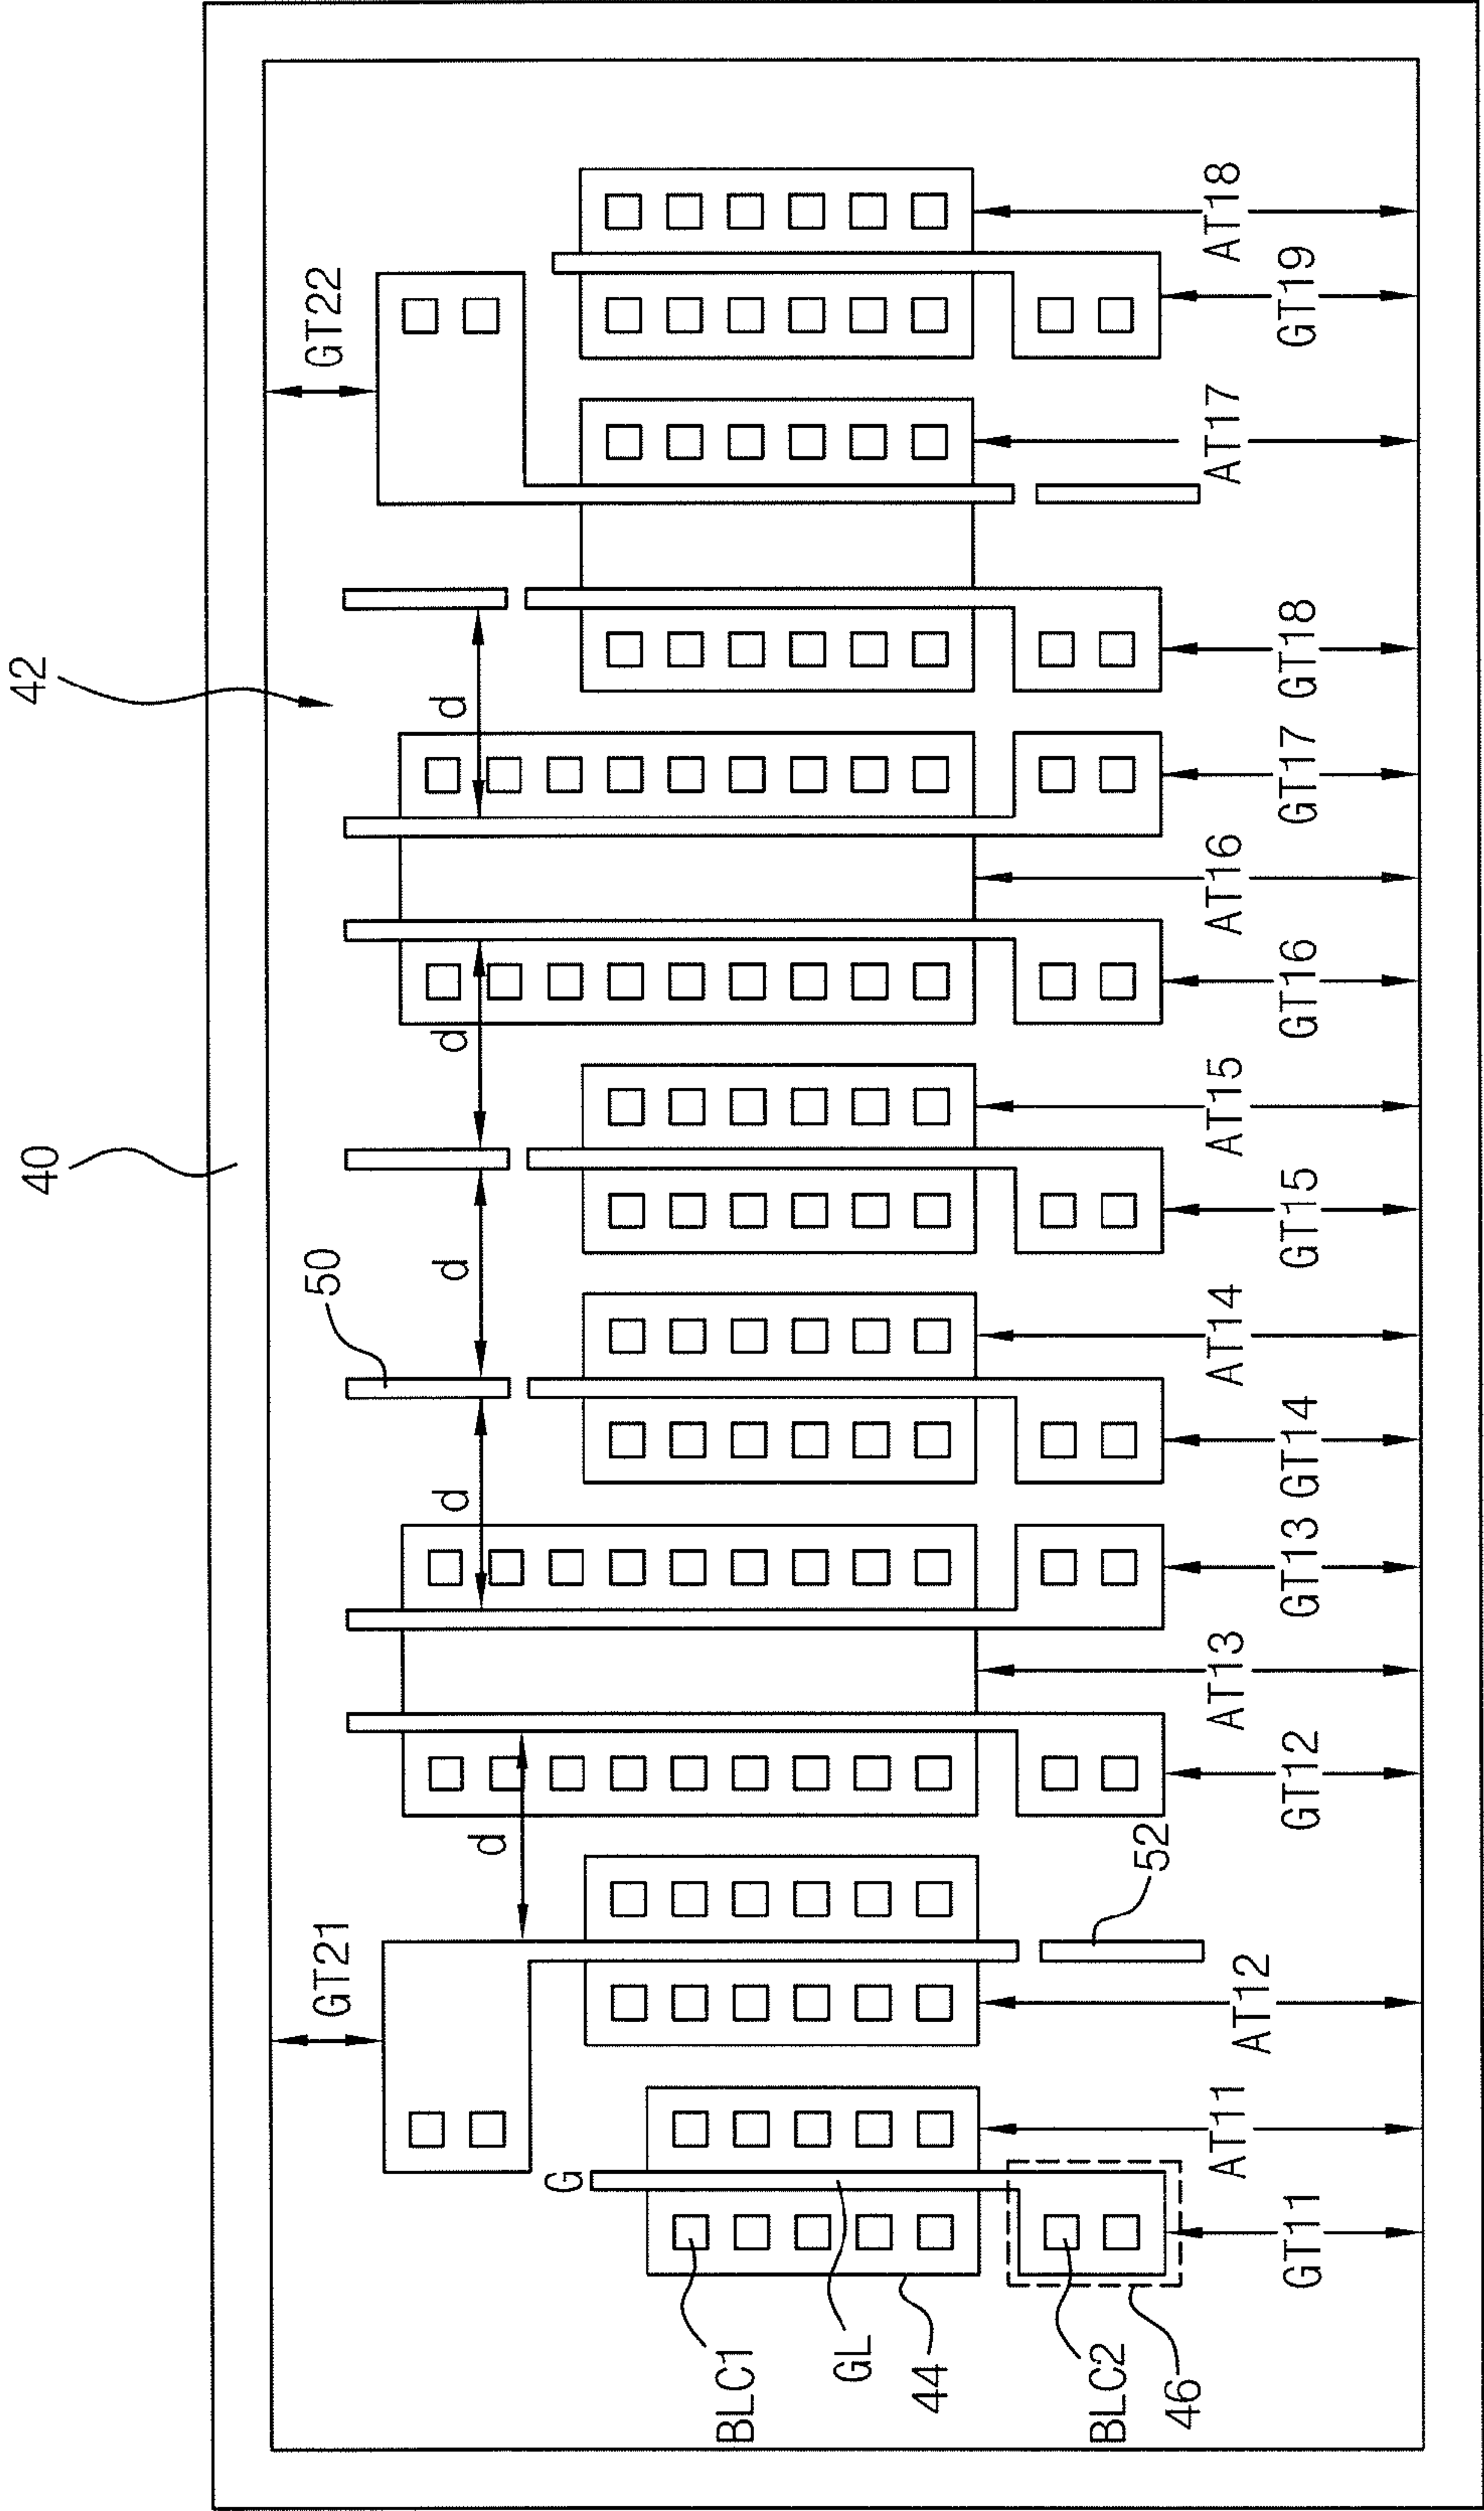 42
40
GT21
50
GT22
d
d
d
d
d
d
G
BLC1
GL
44
BLC2
46
52
GT11
AT11
AT12
GT12
AT13
GT13
GT14
AT14
GT15
AT15
GT16
AT16
GT17
GT18
AT17
GT19
AT18